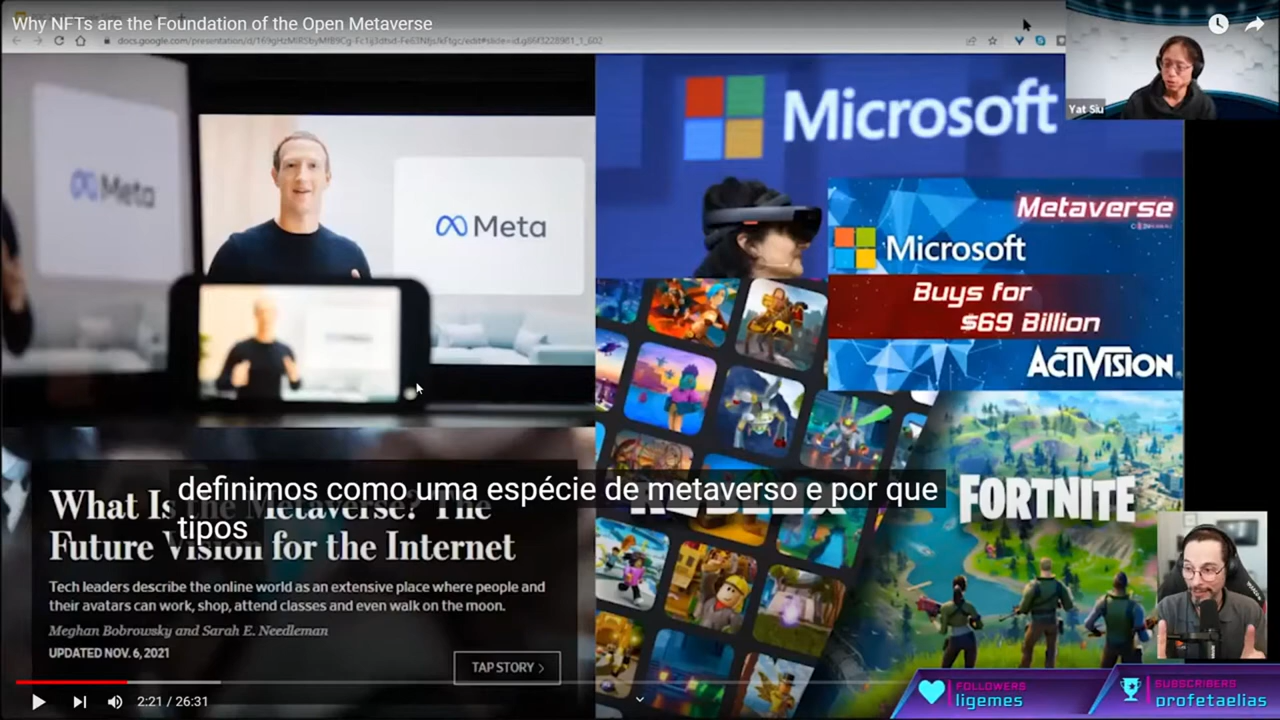 Why NFTs are the Foundation of the Open Metaverse
Yat Siu
Meta
Meta
Microsoft
Metaverse
Microsoft
Buys for
$69 Billion
ACTIVISION
FORTNITE
definimos como uma espécie de metaverso e por que
tipos
What Is the Metaverse? The
Future Vision for the Internet
Tech leaders describe the online world as an extensive place where people and
their avatars can work, shop, attend classes and even walk on the moon.
Meghan Bobrowsky and Sarah E. Needleman
UPDATED NOV. 6, 2021
TAP STORY >
2:21 / 26:31
FOLLOWERS
ligemes
SUBSCRIBERS
profetaelias